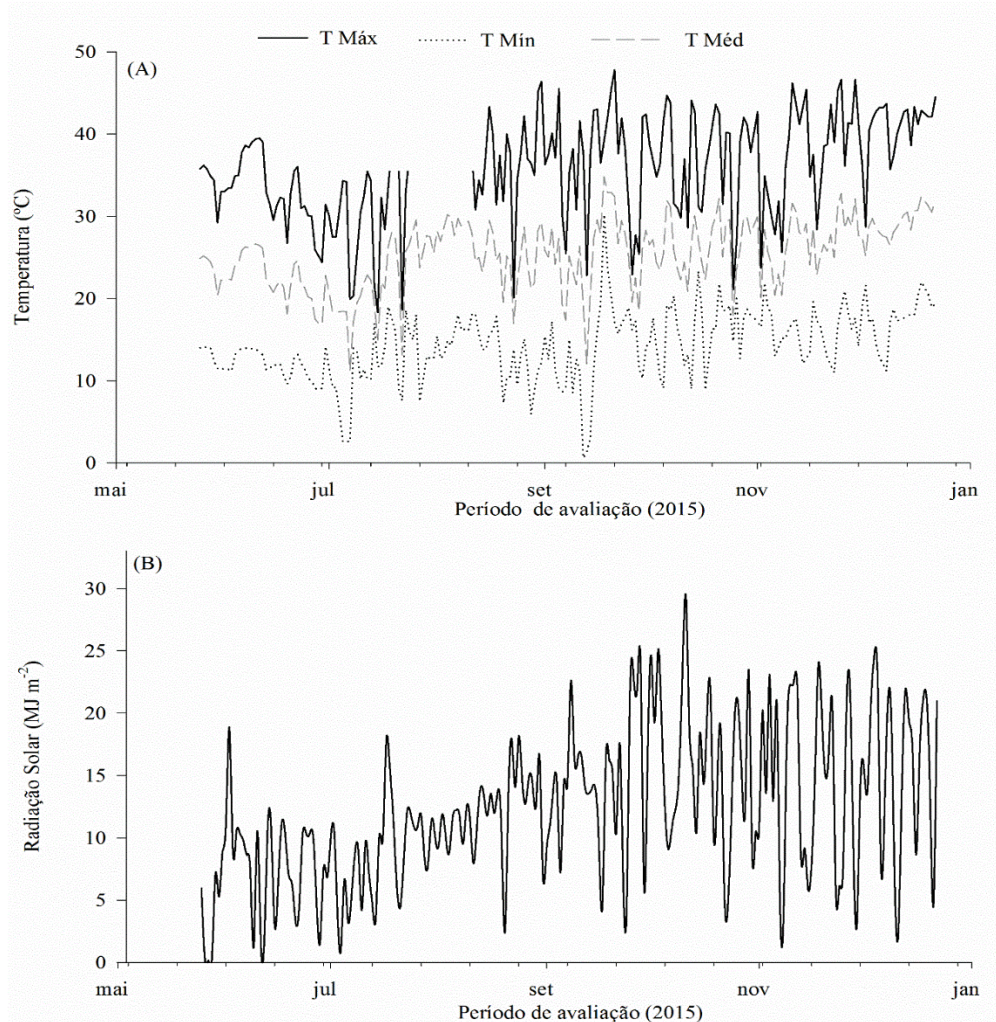 T Máx T Mín T Méd
(A)
50
40
30
20
10
0
Temperatura (ºC)
mai jul set nov jan
Período de avaliação (2015)
(B)
30
25
20
15
10
5
0
Radiação Solar (MJ m-2)
mai jul set nov jan
Período de avaliação (2015)